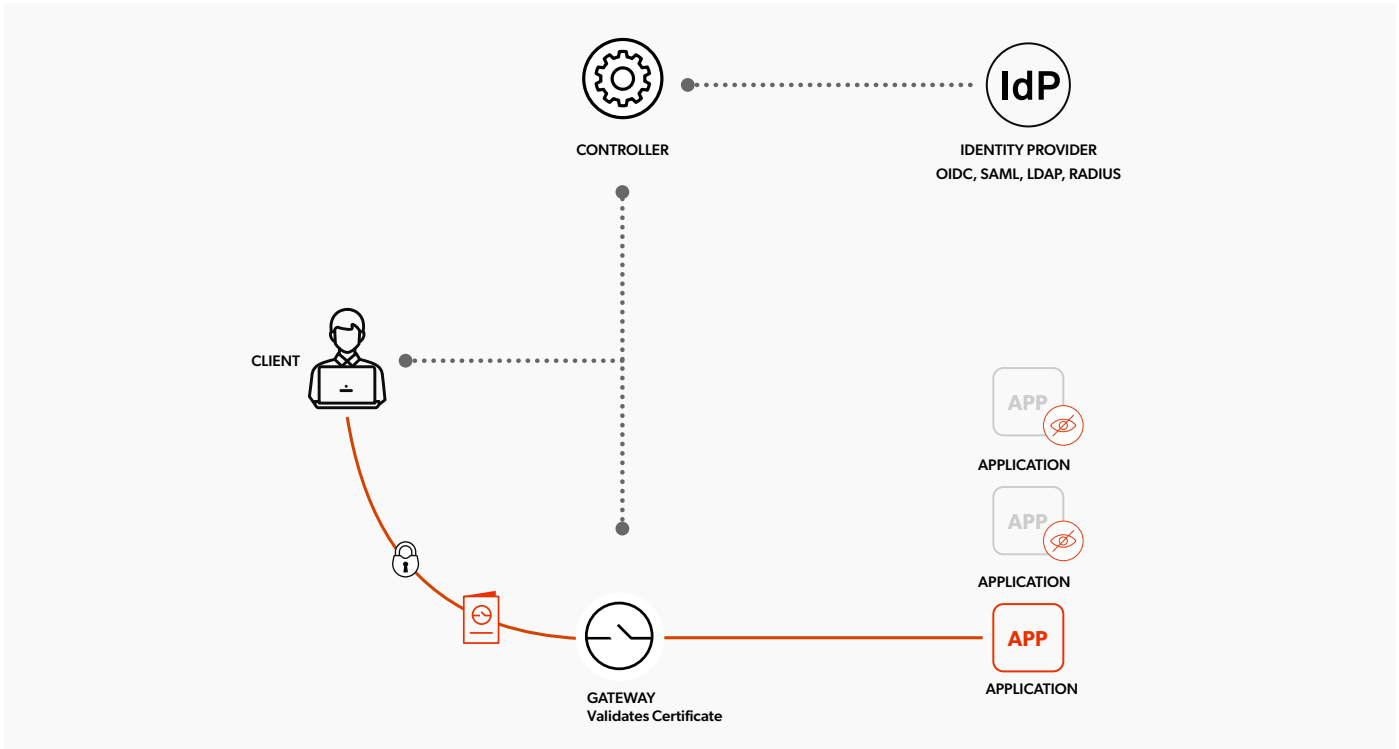 IdP
CONTROLLER
IDENTITY PROVIDER
OIDC, SAML, LDAP, RADIUS
CLIENT
APP
APPLICATION
APP
APPLICATION
APP
APPLICATION
GATEWAY
Validates Certificate